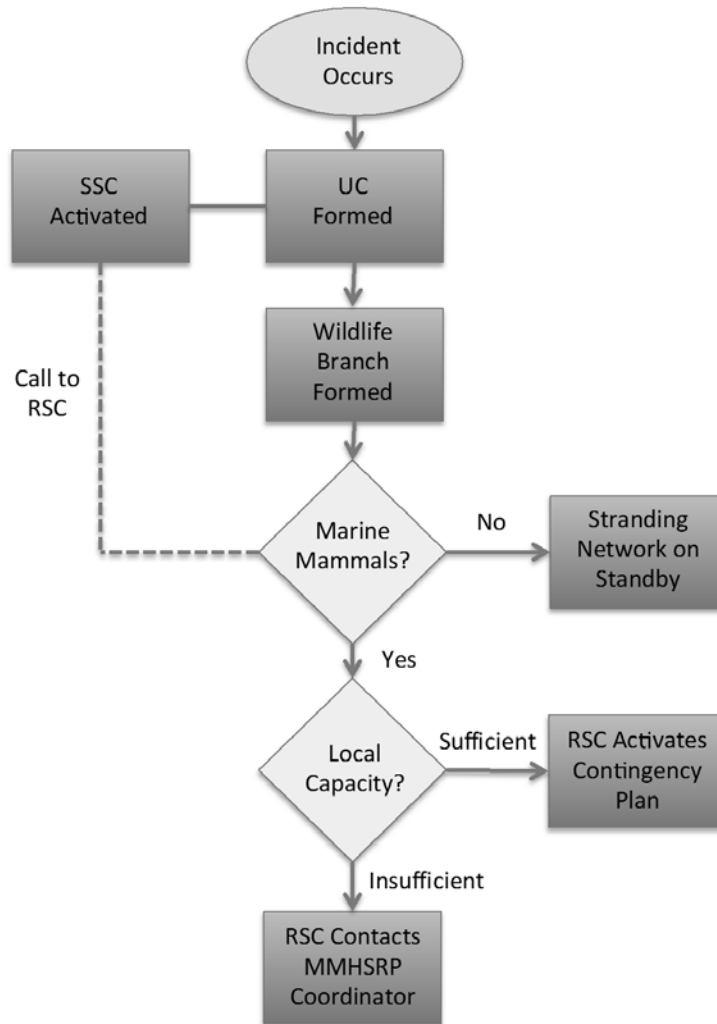 Incident
Occurs
SSC
Activated
UC
Formed
Wildlife
Branch
Formed
Call to
RSC
Marine
Mammals?
No
Stranding
Network on
Standby
Yes
Local
Capacity?
Sufficient
RSC Activates
Contingency
Plan
Insufficient
RSC Contacts
MMHSRP
Coordinator